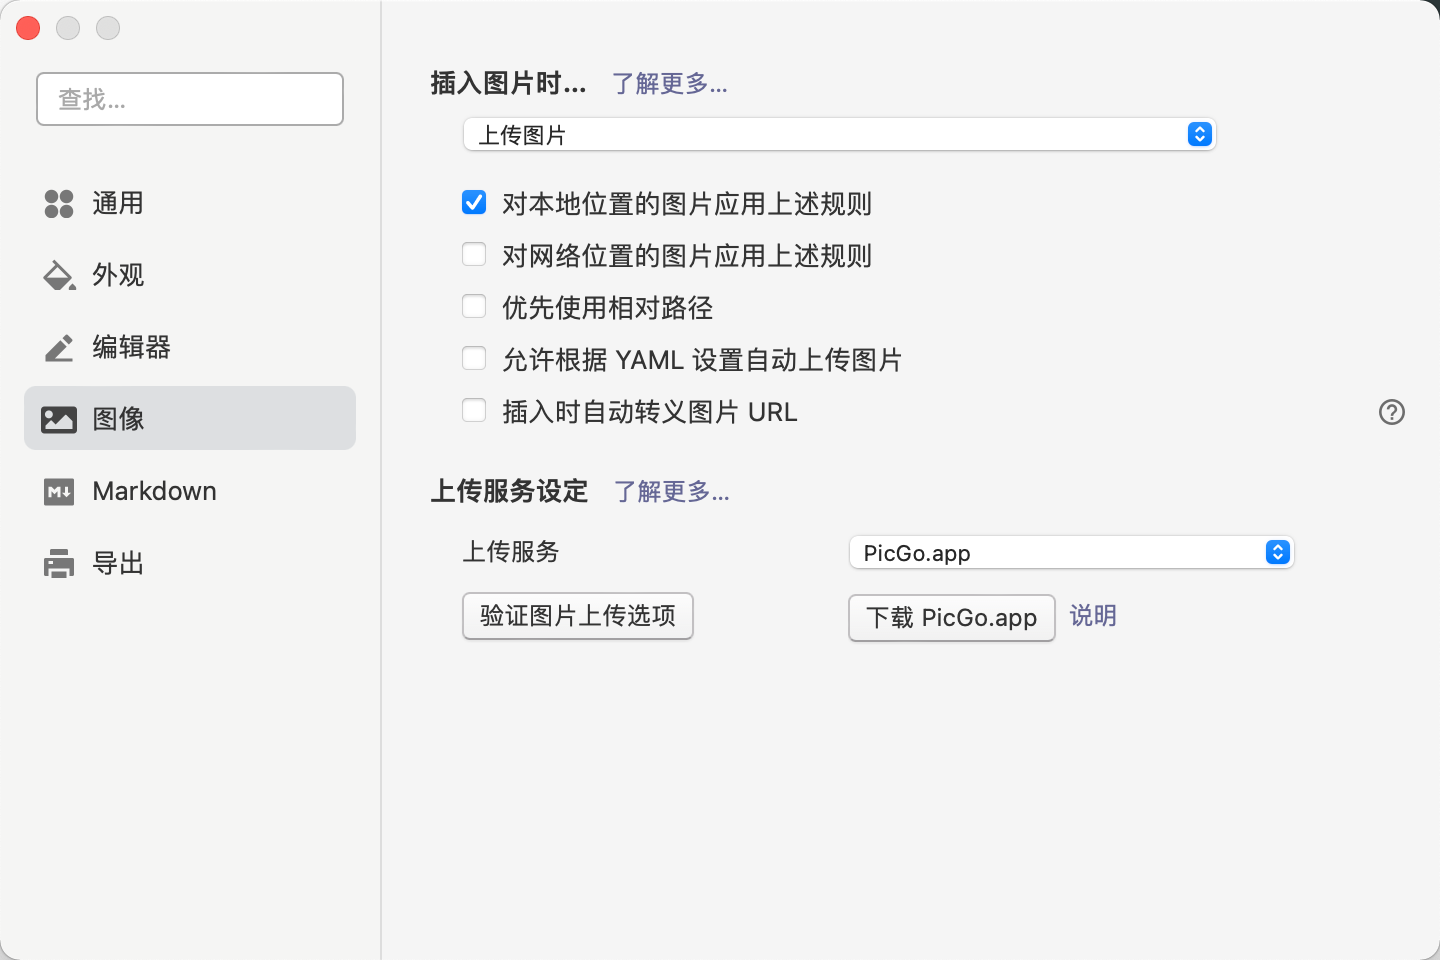 查找...
通用
外观
编辑器
图像
Markdown
导出
插入图片时... 了解更多...
上传图片
对本地位置的图片应用上述规则
对网络位置的图片应用上述规则
优先使用相对路径
允许根据 YAML 设置自动上传图片
插入时自动转义图片 URL
上传服务设定 了解更多...
上传服务 PicGo.app
验证图片上传选项 下载 PicGo.app 说明